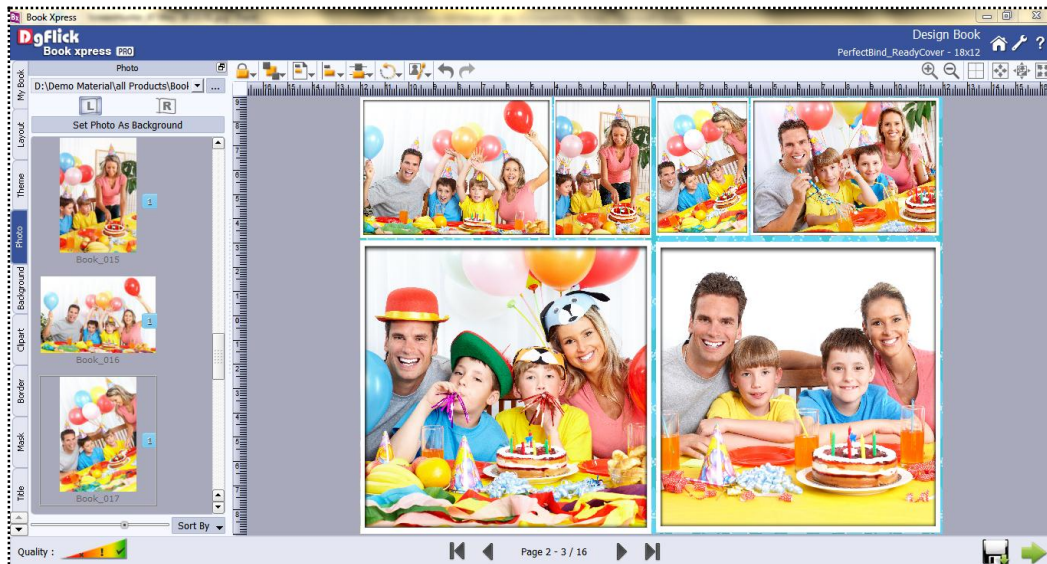 Book Xpress
DgFlick
Book xpress PRO
Design Book
PerfectBind_ReadyCover - 18x12
?
Photo
D:\Demo Material\all Products\Bool
...
L
R
Set Photo As Background
My Book
Layout
Theme
Photo
Background
Clipart
Border
Mask
Title
1
Book_015
1
Book_016
1
Book_017
Sort By
Quality :
Page 2 - 3 / 16